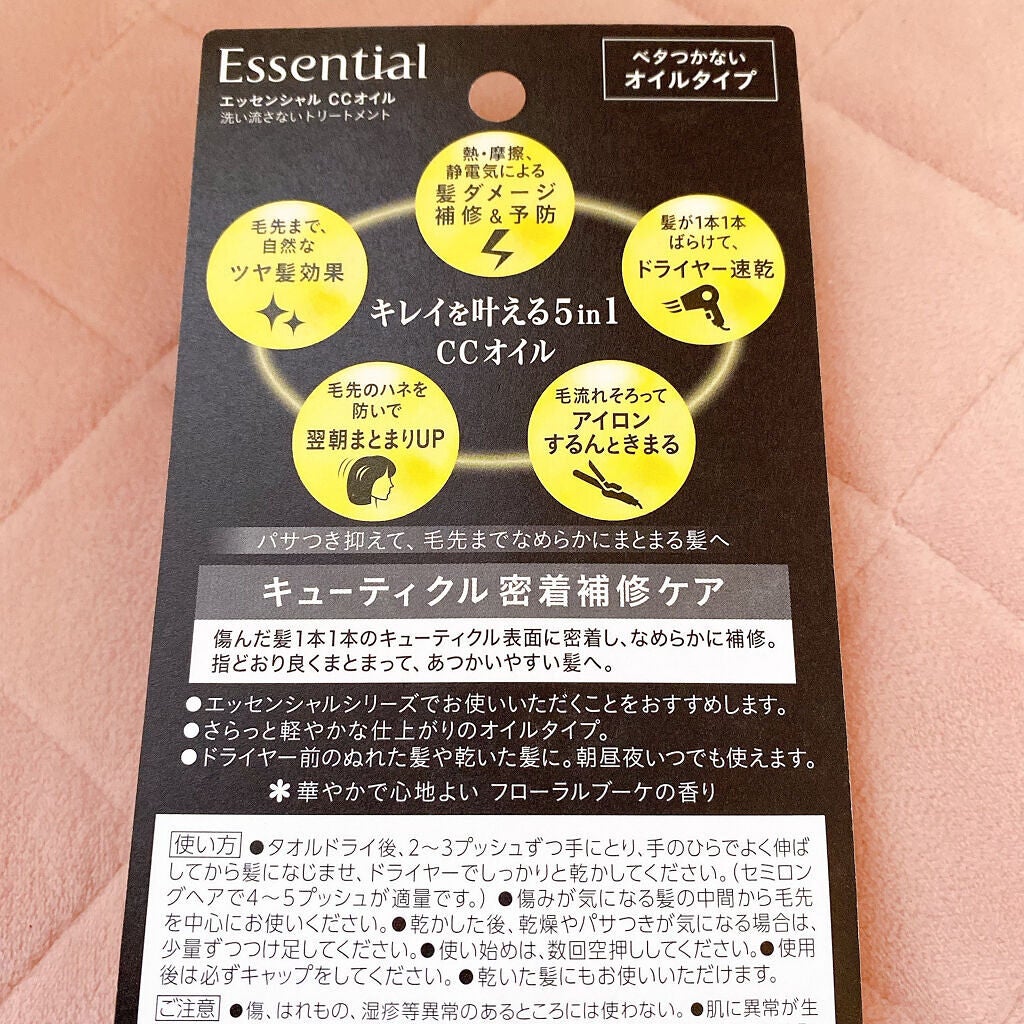 Essential
エッセンシャル CCオイル
洗い流さないトリートメント
ベタつかない
オイルタイプ
熱・摩擦、
静電気による
髪ダメージ
補修&予防
毛先まで、
自然な
ツヤ髪効果
髪が1本1本
ばらけて、
ドライヤー速乾
キレイを叶える5in1
CCオイル
毛先のハネを
防いで
翌朝まとまりUP
毛流れそろって
アイロン
するんときまる
パサつき抑えて、毛先までなめらかにまとまる髪へ
キューティクル 密着補修ケア
傷んだ髪1本1本のキューティクル表面に密着し、なめらかに補修。
指どおり良くまとまって、あつかいやすい髪へ。
●エッセンシャルシリーズでお使いいただくことをおすすめします。
●さらっと軽やかな仕上がりのオイルタイプ。
●ドライヤー前のぬれた髪や乾いた髪に。朝昼夜いつでも使えます。
＊華やかで心地よい フローラルブーケの香り
使い方 ●タオルドライ後、2〜3プッシュずつ手にとり、手のひらでよく伸ば
してから髪になじませ、ドライヤーでしっかりと乾かしてください。（セミロン
グヘアで4〜5プッシュが適量です。）●傷みが気になる髪の中間から毛先
を中心にお使いください。●乾かした後、乾燥やパサつきが気になる場合は、
少量ずつつけ足してください。●使い始めは、数回空押ししてください。●使用
後は必ずキャップをしてください。●乾いた髪にもお使いいただけます。
ご注意 ●傷、はれもの、湿疹等異常のあるところには使わない。●肌に異常が生